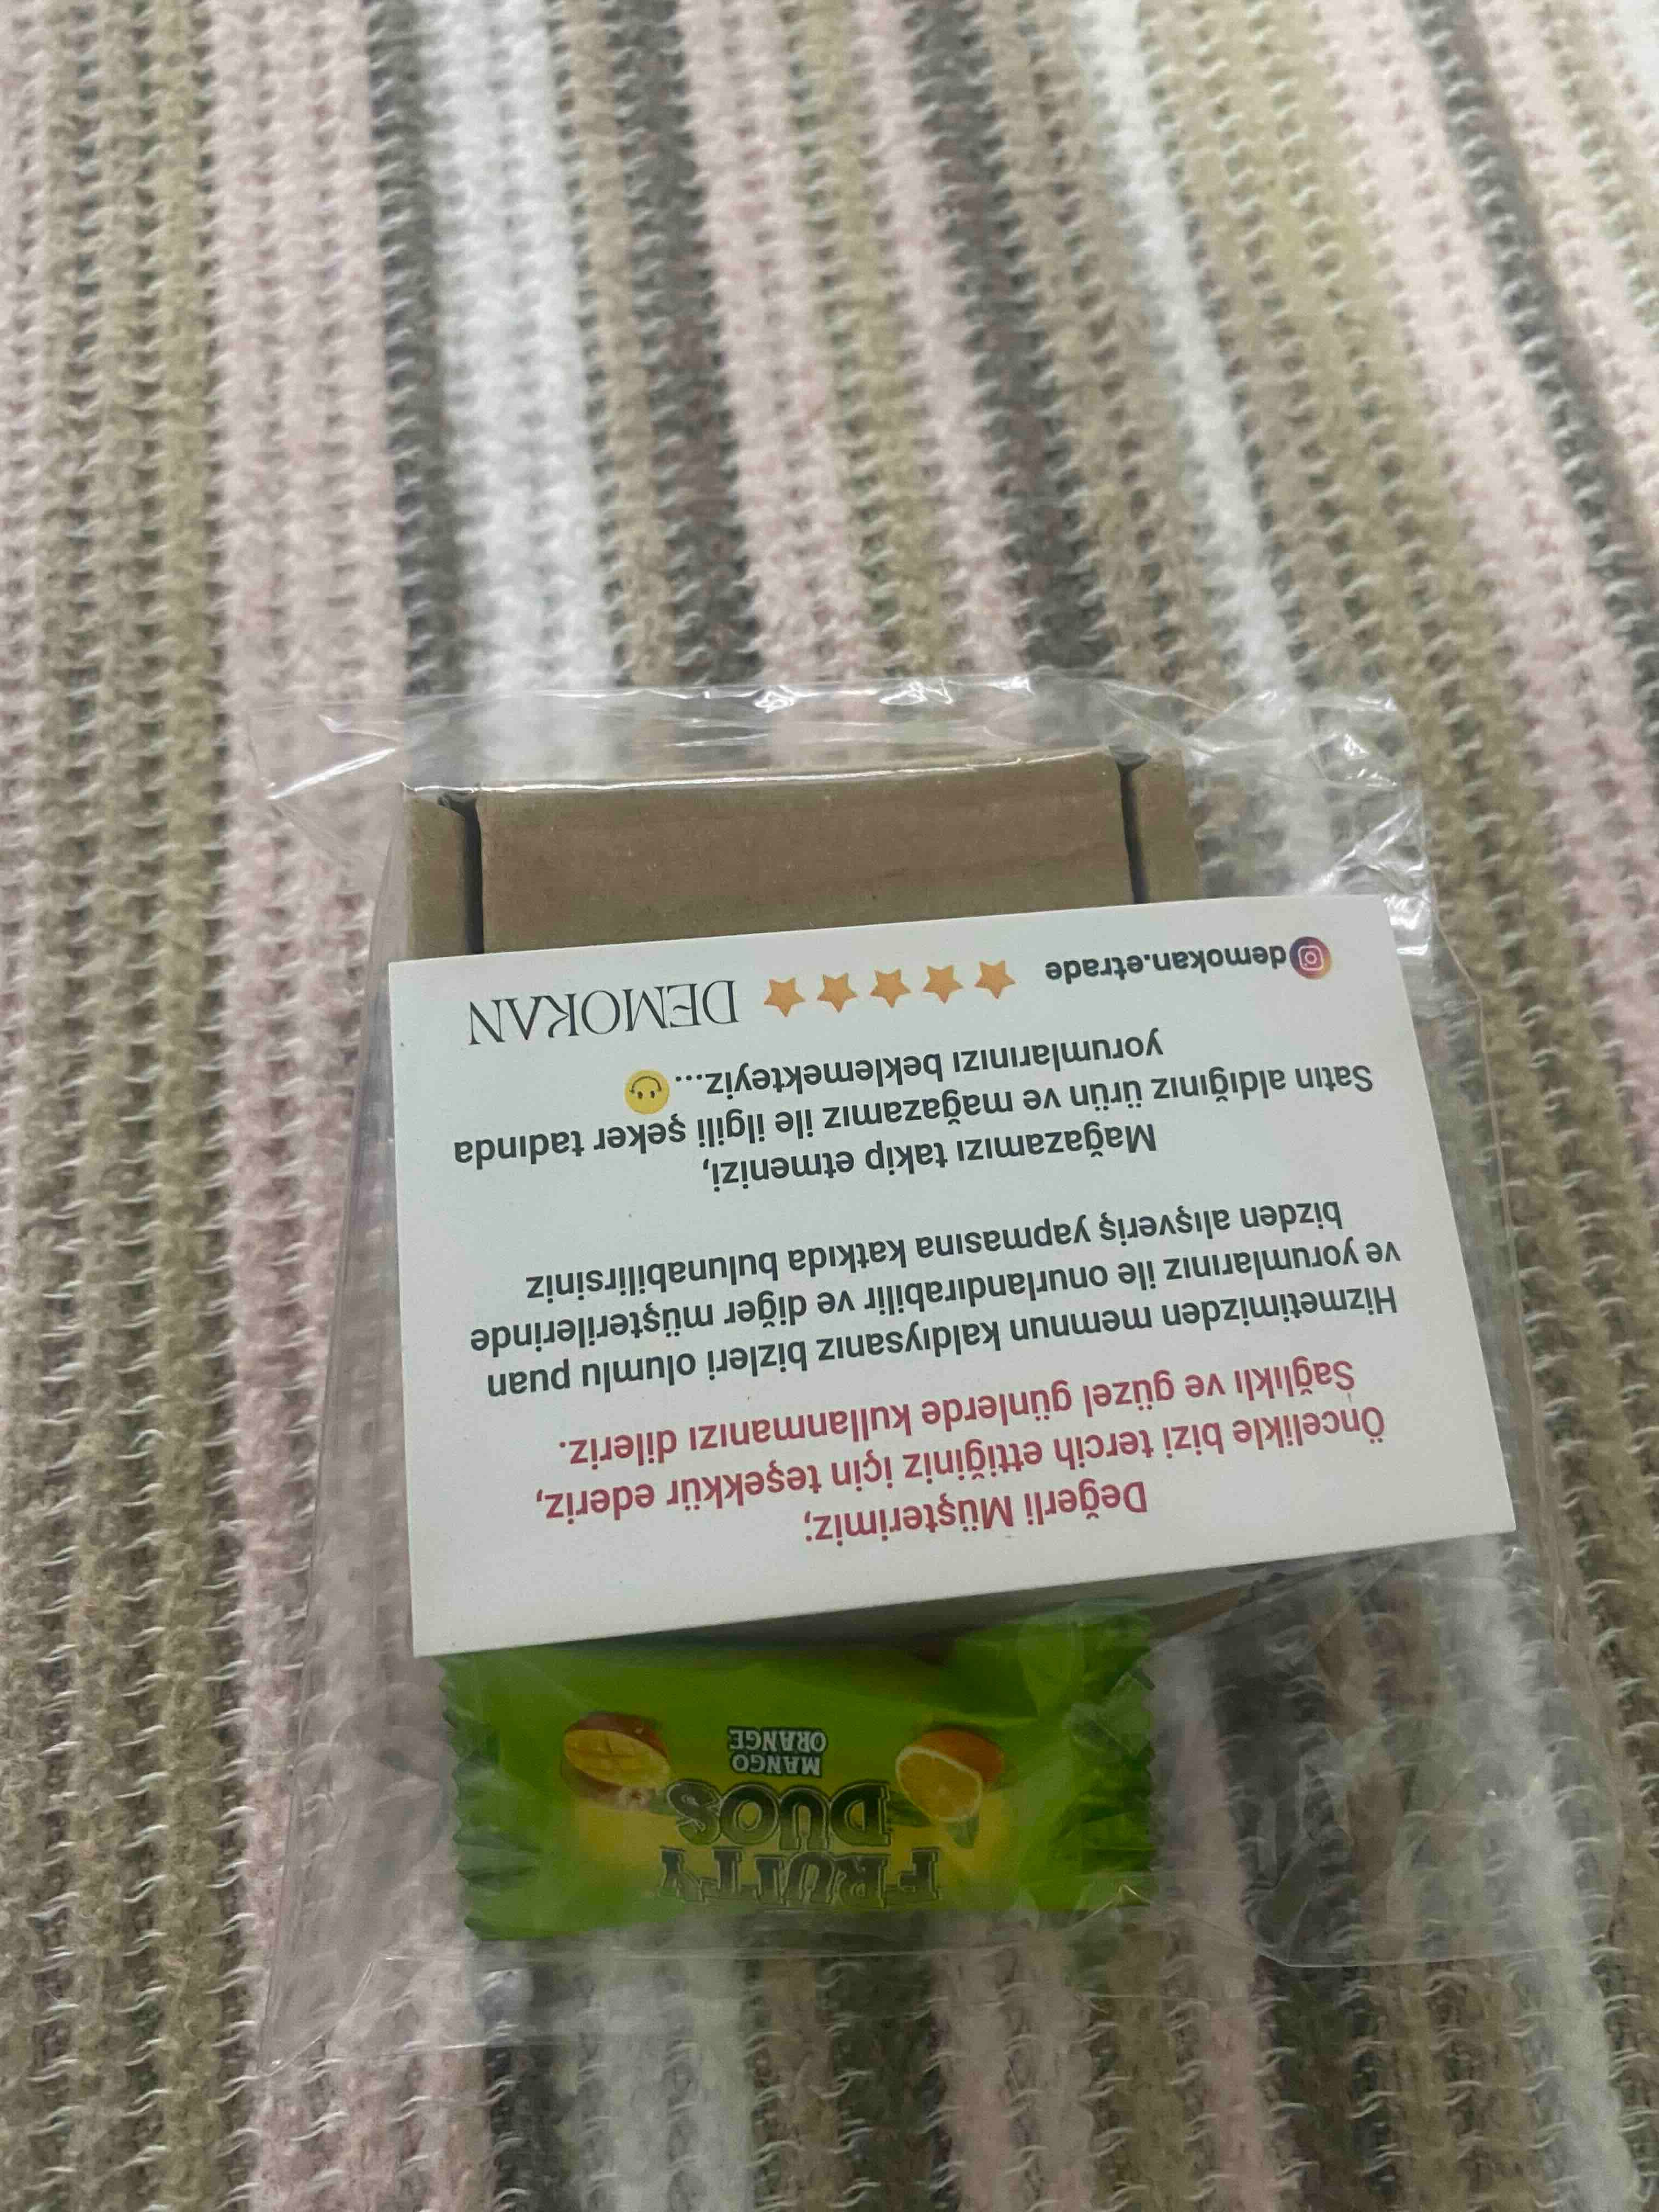 Değerli Müşterimiz;
Öncelikle bizi tercih ettiğiniz için teşekkür ederiz,
Sağlıklı ve güzel günlerde kullanmanızı dileriz.
Hizmetimizden memnun kaldıysanız bizleri olumlu puan
ve yorumlarınız ile onurlandırabilir ve diğer müşterilerinde
bizden alışveriş yapmasına katkıda bulunabilirsiniz
Mağazamızı takip etmenizi,
Satın aldığınız ürün ve mağazamız ile ilgili şeker tadında
yorumlarınızı beklemekteyiz...
demokan.etrade
DEMOKAN
FRUITY
DUOS
MANGO
ORANGE